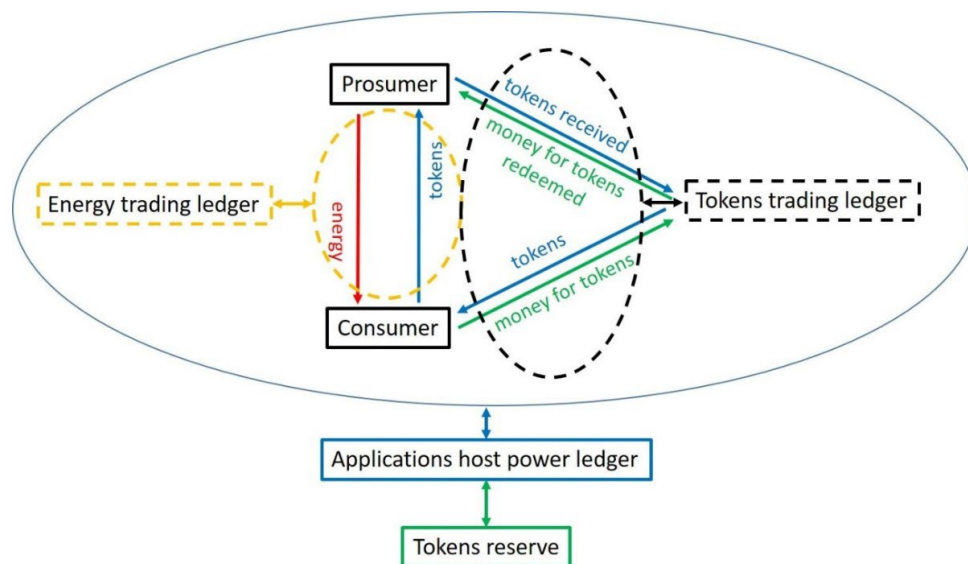 Prosumer
tokens received
money for tokens
redeemed
Energy trading ledger
energy
tokens
Tokens trading ledger
tokens
money for tokens
Consumer
Applications host power ledger
Tokens reserve